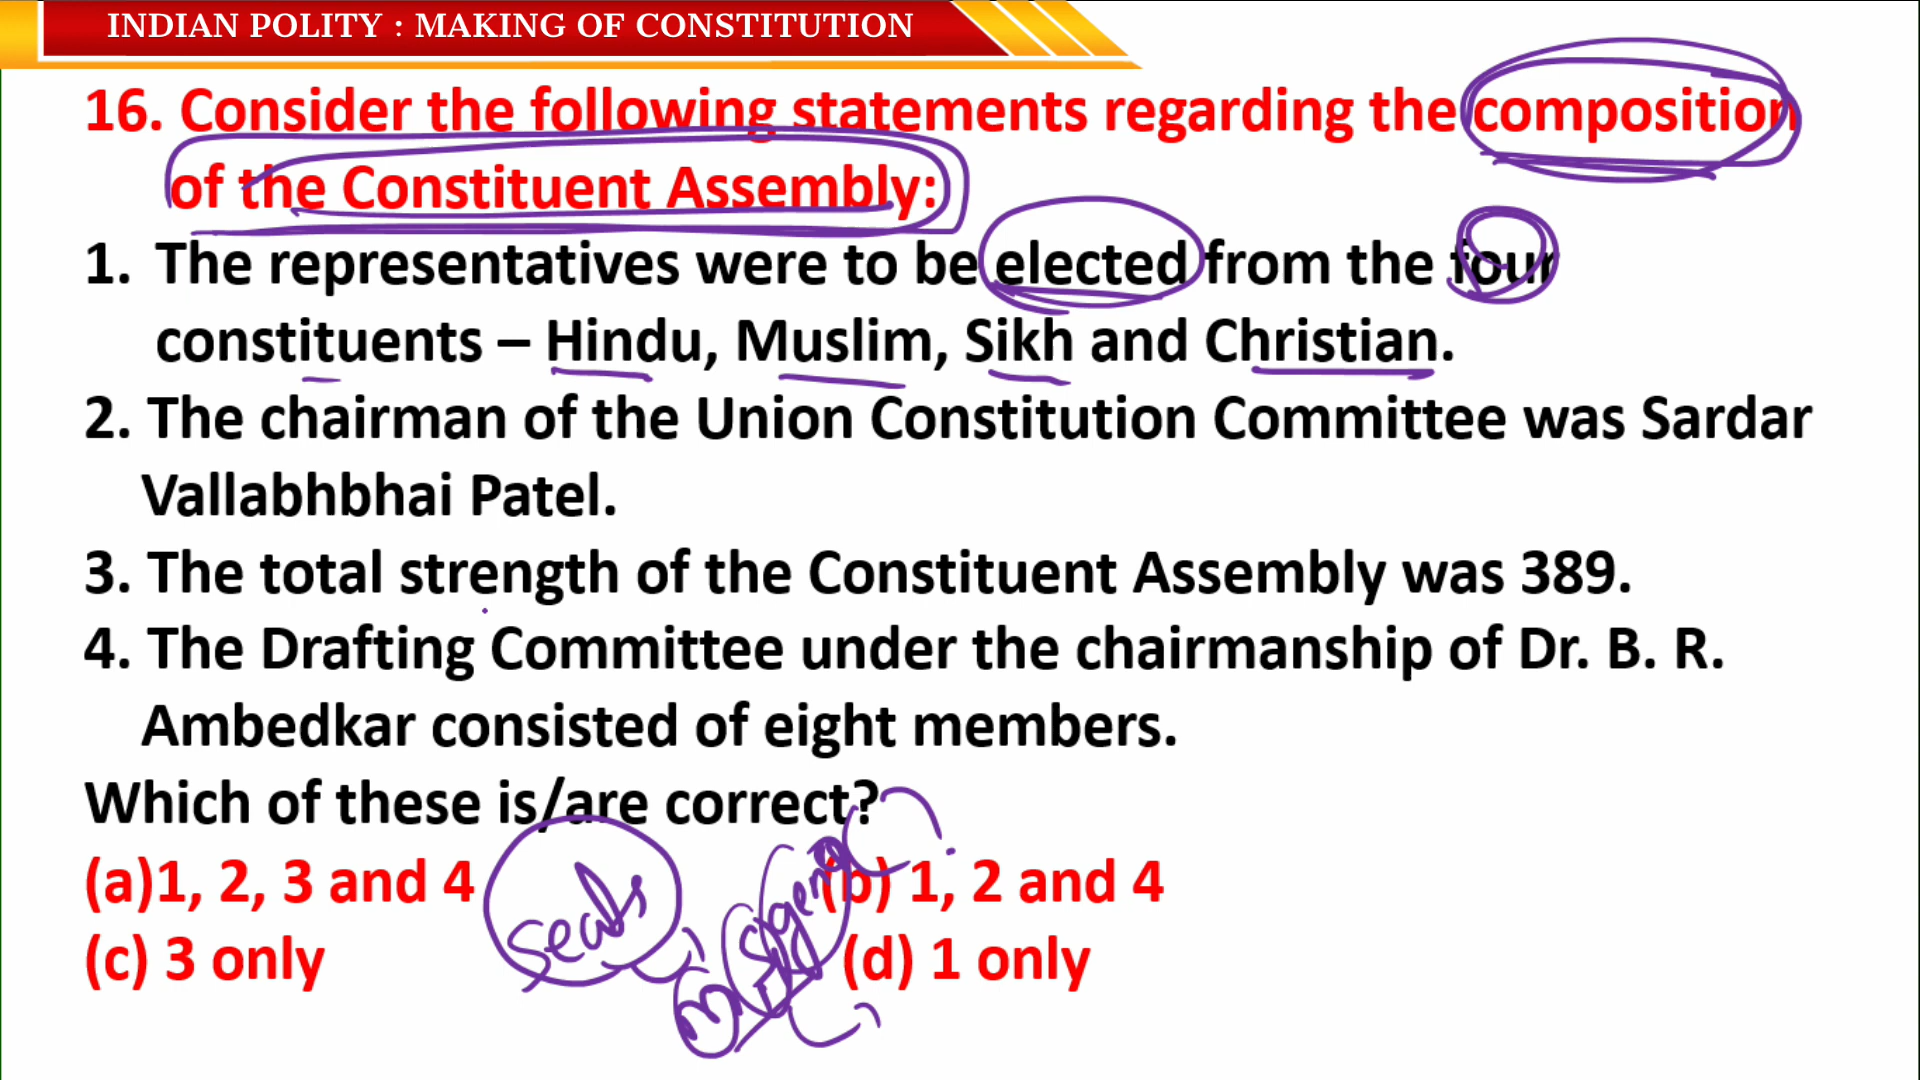 INDIAN POLITY : MAKING OF CONSTITUTION
16. Consider the following statements regarding the composition
of the Constituent Assembly:
1. The representatives were to be elected from the four
constituents – Hindu, Muslim, Sikh and Christian.
2. The chairman of the Union Constitution Committee was Sardar
Vallabhbhai Patel.
3. The total strength of the Constituent Assembly was 389.
4. The Drafting Committee under the chairmanship of Dr. B. R.
Ambedkar consisted of eight members.
Which of these is/are correct?
(a)1, 2, 3 and 4 (b) 1, 2 and 4
seats
(c) 3 only (d) 1 only